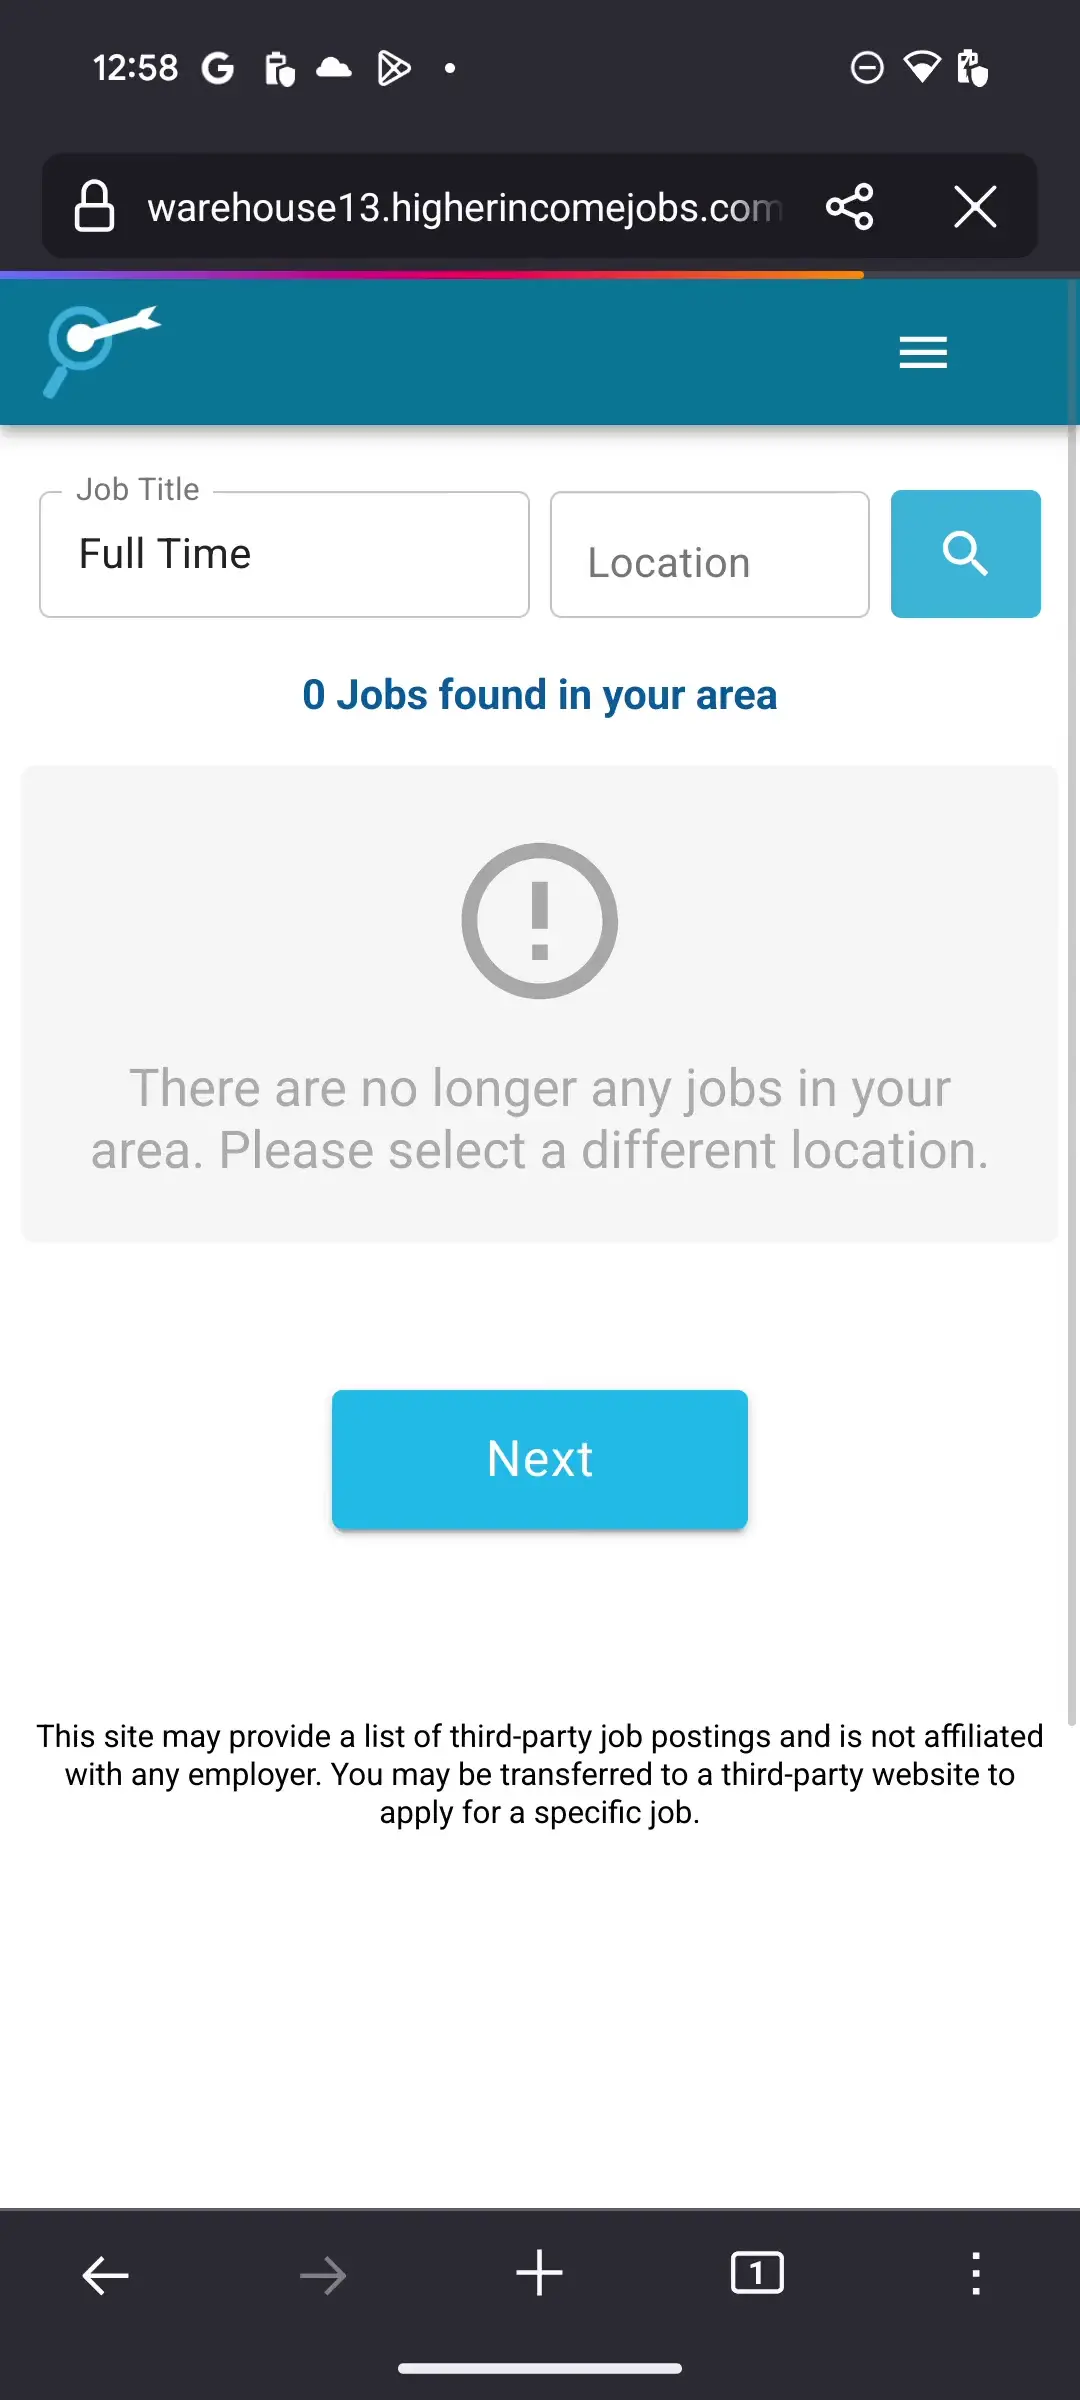 12:58
warehouse13.higherincomejobs.com
Job Title
Full Time
Location
0 Jobs found in your area
There are no longer any jobs in your
area. Please select a different location.
Next
This site may provide a list of third-party job postings and is not affiliated
with any employer. You may be transferred to a third-party website to
apply for a specific job.
1